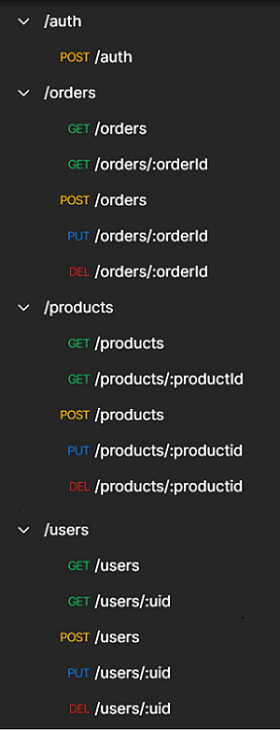 /auth
POST /auth
/orders
GET /orders
GET /orders/:orderId
POST /orders
PUT /orders/:orderId
DEL /orders/:orderId
/products
GET /products
GET /products/:productId
POST /products
PUT /products/:productid
DEL /products/:productid
/users
GET /users
GET /users/:uid
POST /users
PUT /users/:uid
DEL /users/:uid